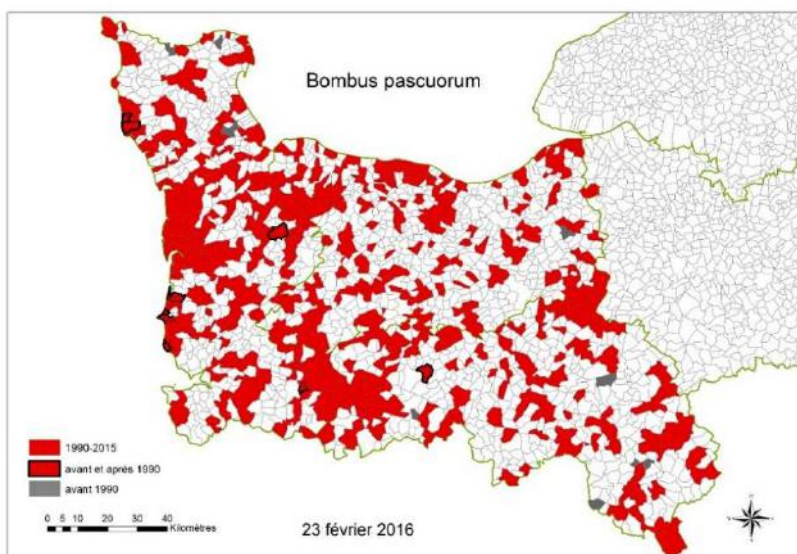 Bombus pascuorum
1990-2015
avant et après 1990
avant 1990
0 5 10 20 30 40
Kilomètres
23 février 2016